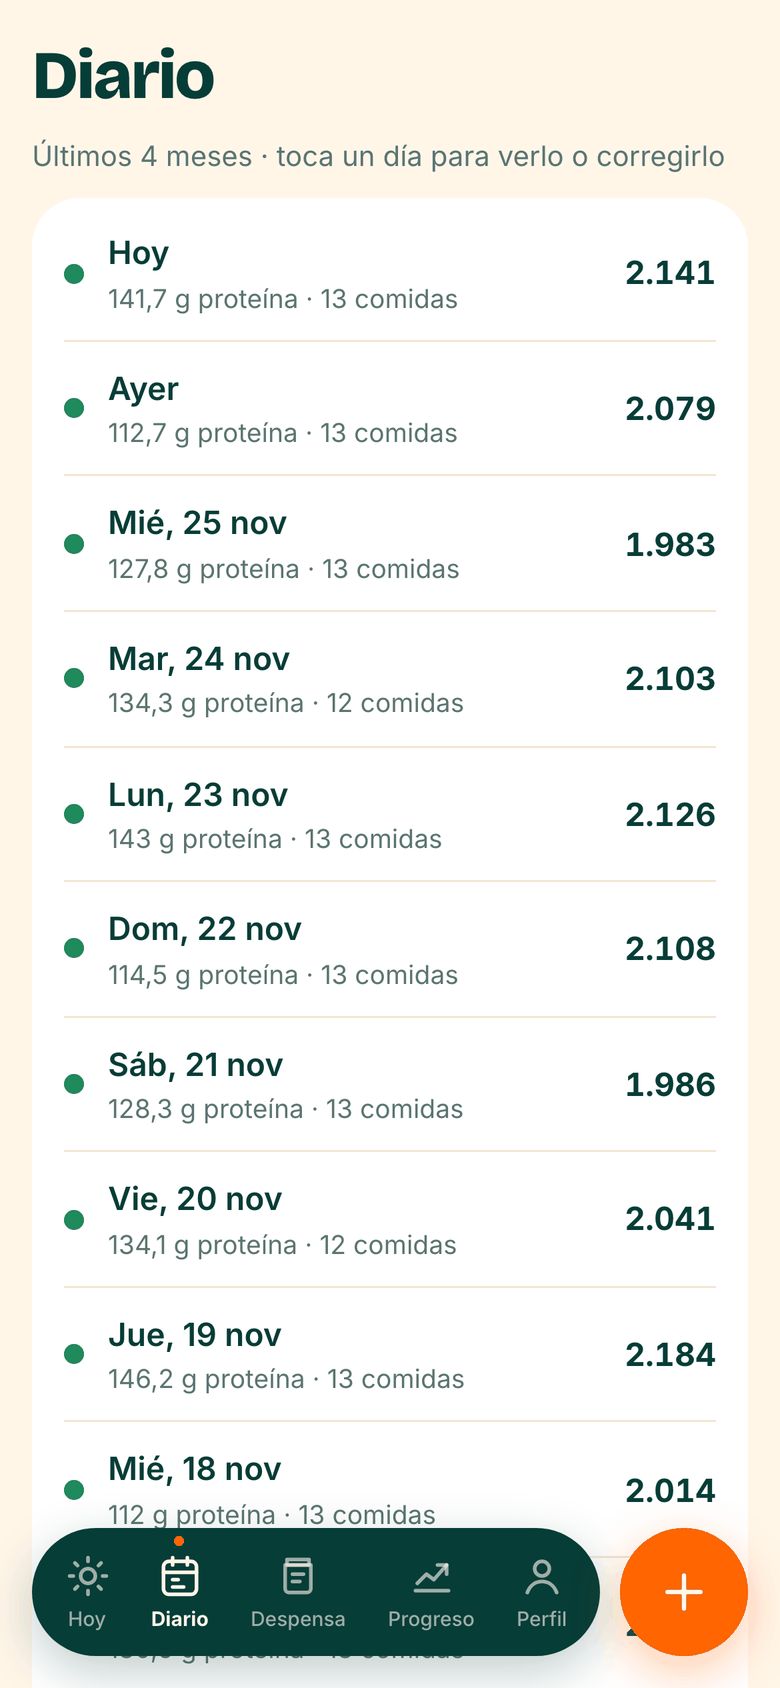 Diario
Últimos 4 meses · toca un día para verlo o corregirlo
Hoy
141,7 g proteína · 13 comidas
2.141
Ayer
112,7 g proteína · 13 comidas
2.079
Mié, 25 nov
127,8 g proteína · 13 comidas
1.983
Mar, 24 nov
134,3 g proteína · 12 comidas
2.103
Lun, 23 nov
143 g proteína · 13 comidas
2.126
Dom, 22 nov
114,5 g proteína · 13 comidas
2.108
Sáb, 21 nov
128,3 g proteína · 13 comidas
1.986
Vie, 20 nov
134,1 g proteína · 12 comidas
2.041
Jue, 19 nov
146,2 g proteína · 13 comidas
2.184
Mié, 18 nov
112 g proteína · 13 comidas
2.014
Hoy
Diario
Despensa
Progreso
Perfil
g proteína · comidas